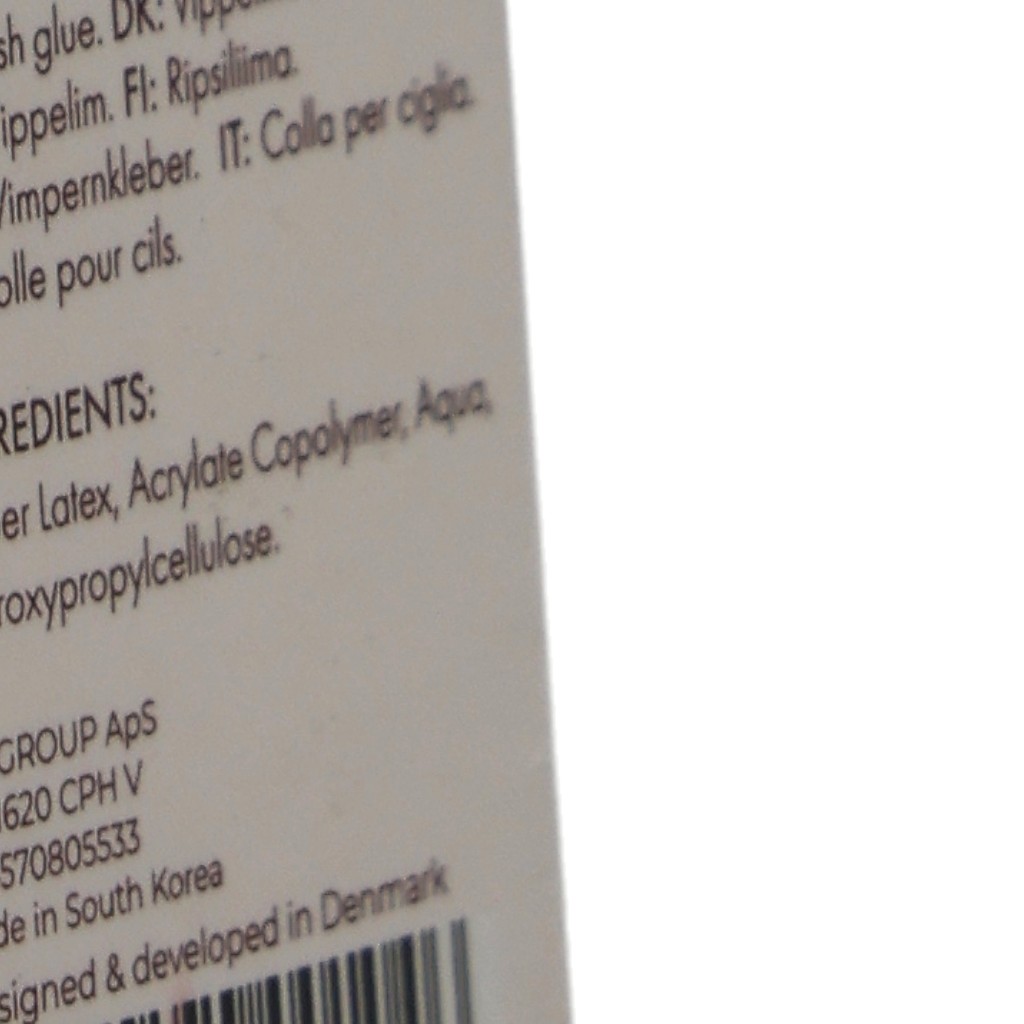 sh glue. DK:
ippelim. FI: Ripsiliima.
impernkleber. IT: Colla per ciglia.
olle pour cils.
REDIENTS:
er Latex, Acrylate Copolymer, Aqua,
roxypropylcellulose.
GROUP ApS
1620 CPH V
570805533
de in South Korea
signed & developed in Denmark